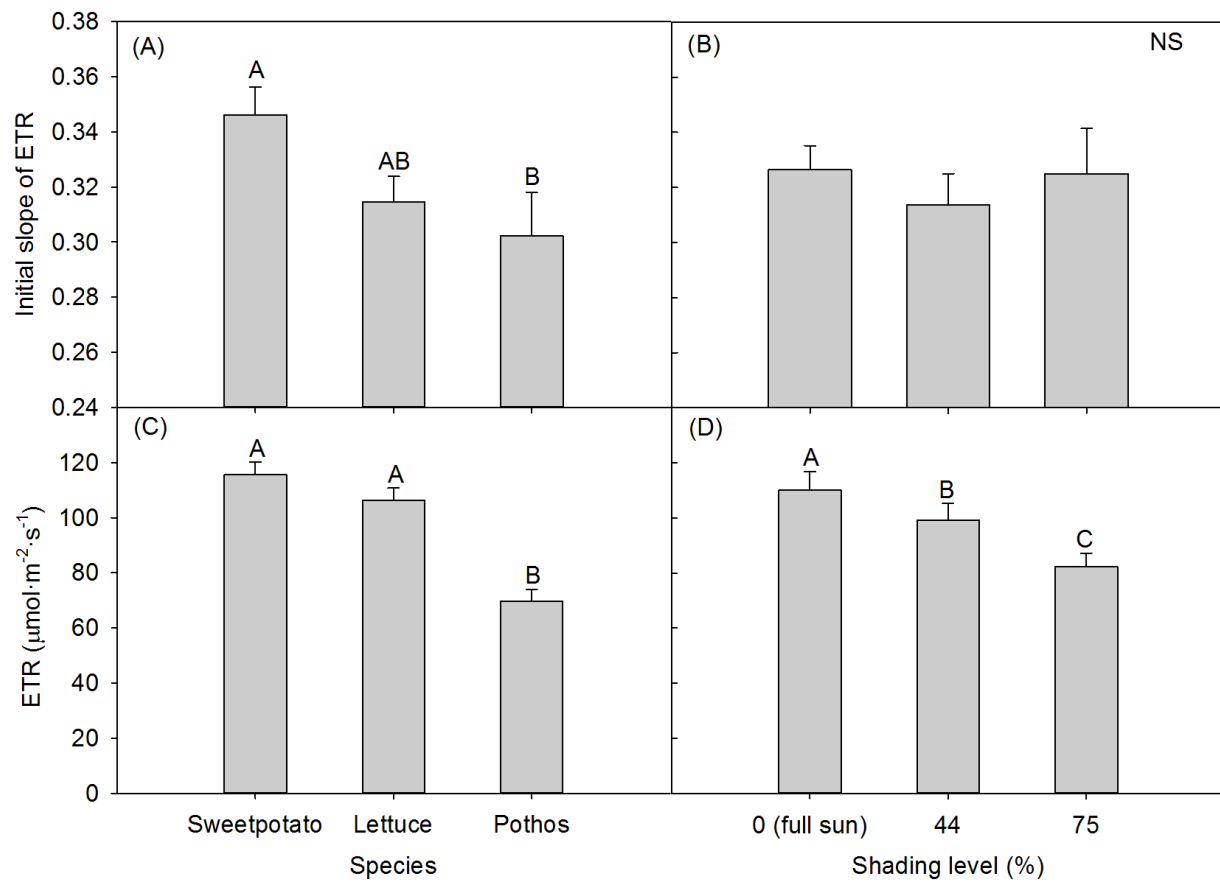 (A)
A
AB
B
0.38
0.36
0.34
0.32
0.30
0.28
0.26
0.24
Initial slope of ETR
(B)
NS
(C)
A
A
B
120
100
80
60
40
20
0
ETR (μmol·m⁻²·s⁻¹)
(D)
A
B
C
Sweetpotato Lettuce Pothos
Species
0 (full sun) 44 75
Shading level (%)